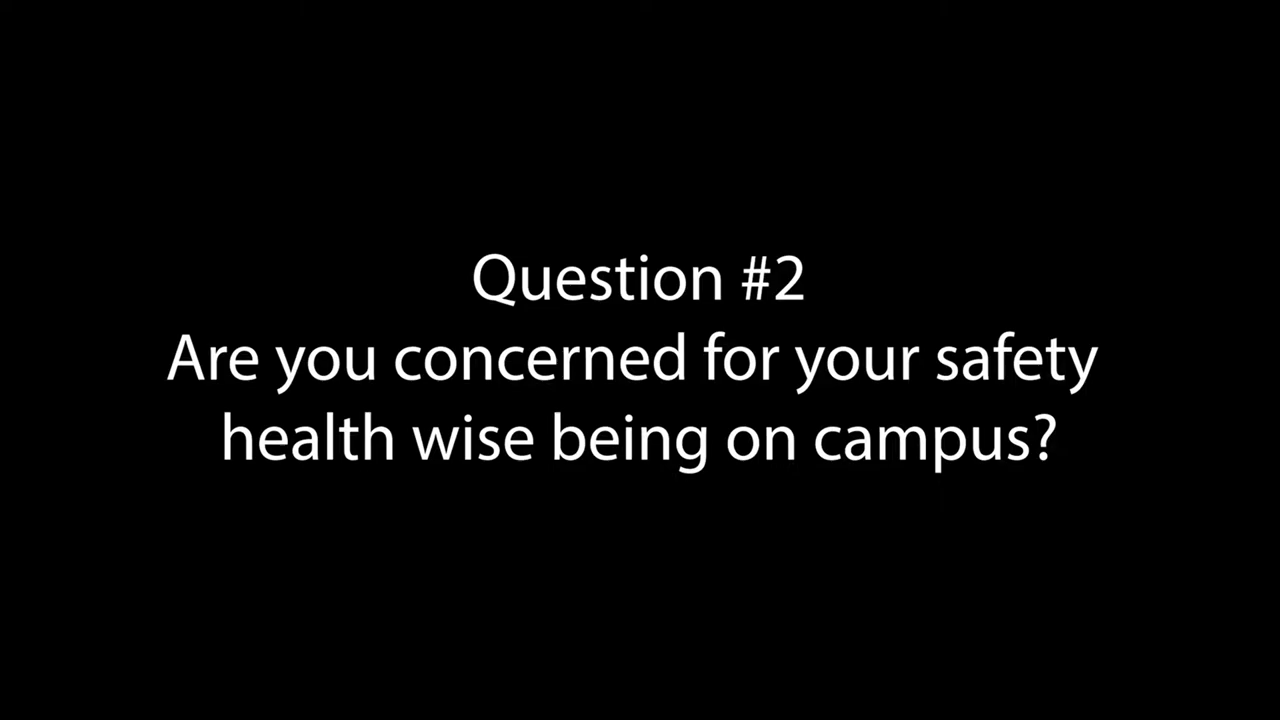 Question #2
Are you concerned for your safety
health wise being on campus?